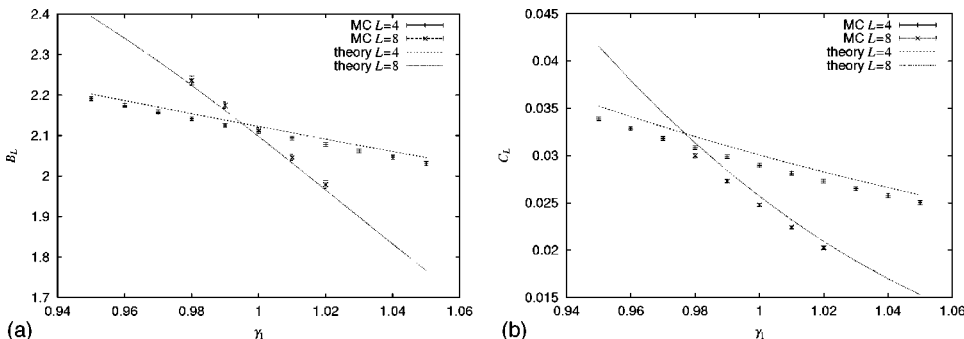 2.4
2.3
2.2
2.1
2
1.9
1.8
1.7
B_L
0.94 0.96 0.98 1 1.02 1.04 1.06
γ₁
MC L=4
MC L=8
theory L=4
theory L=8
(a)
0.045
0.04
0.035
0.03
0.025
0.02
0.015
C_L
0.94 0.96 0.98 1 1.02 1.04 1.06
γ₁
MC L=4
MC L=8
theory L=4
theory L=8
(b)